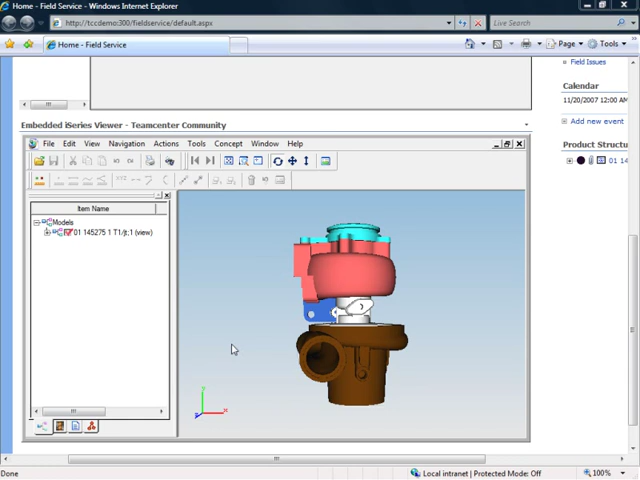 Home - Field Service - Windows Internet Explorer
http://tccdemo:300/fieldservice/default.aspx
Live Search
Home - Field Service
Page
Tools
Field Issues
Calendar
11/20/2007 12:00 AM
Add new event
Product Structure
01 14
Embedded iSeries Viewer - Teamcenter Community
File Edit View Navigation Actions Tools Concept Window Help
Item Name
Models
01 145275 1 T1/jt;1 (view)
Y
X
Z
Done
Local intranet | Protected Mode: Off
100%